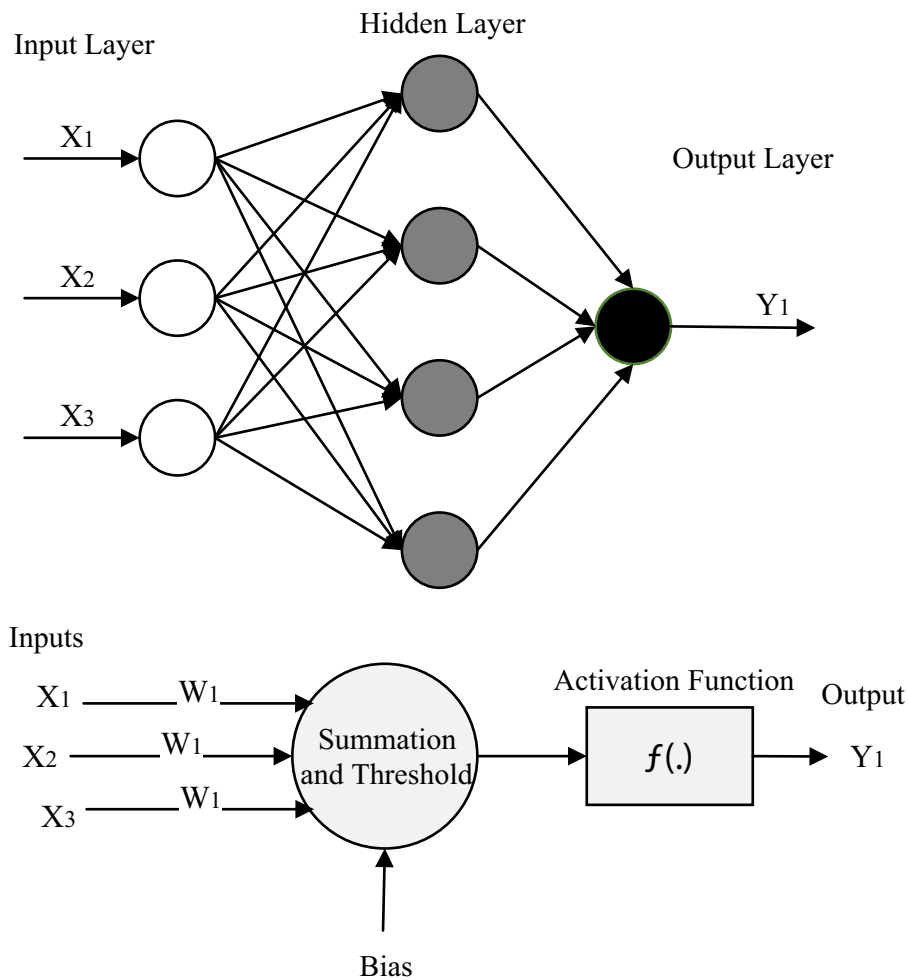 Hidden Layer
Input Layer
X1
Output Layer
X2
Y1
X3
Inputs
X1
W1
Activation Function
Output
X2
W1
Summation
and Threshold
f(.)
Y1
X3
W1
Bias